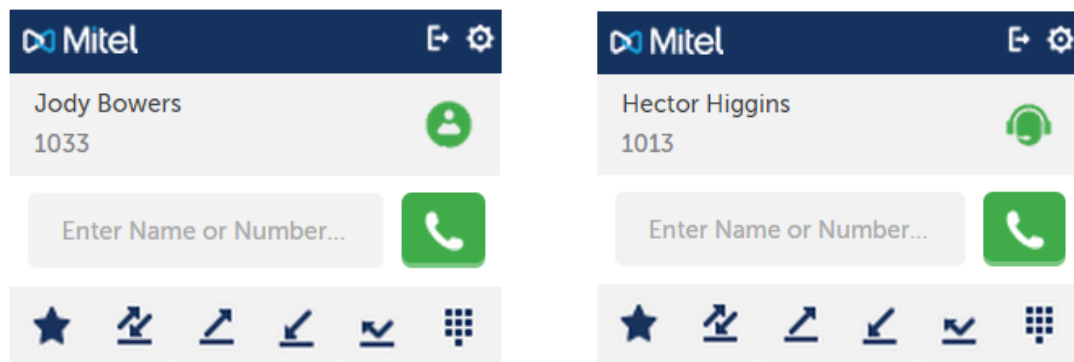 Mitel
Jody Bowers
1033
Enter Name or Number...
Mitel
Hector Higgins
1013
Enter Name or Number...